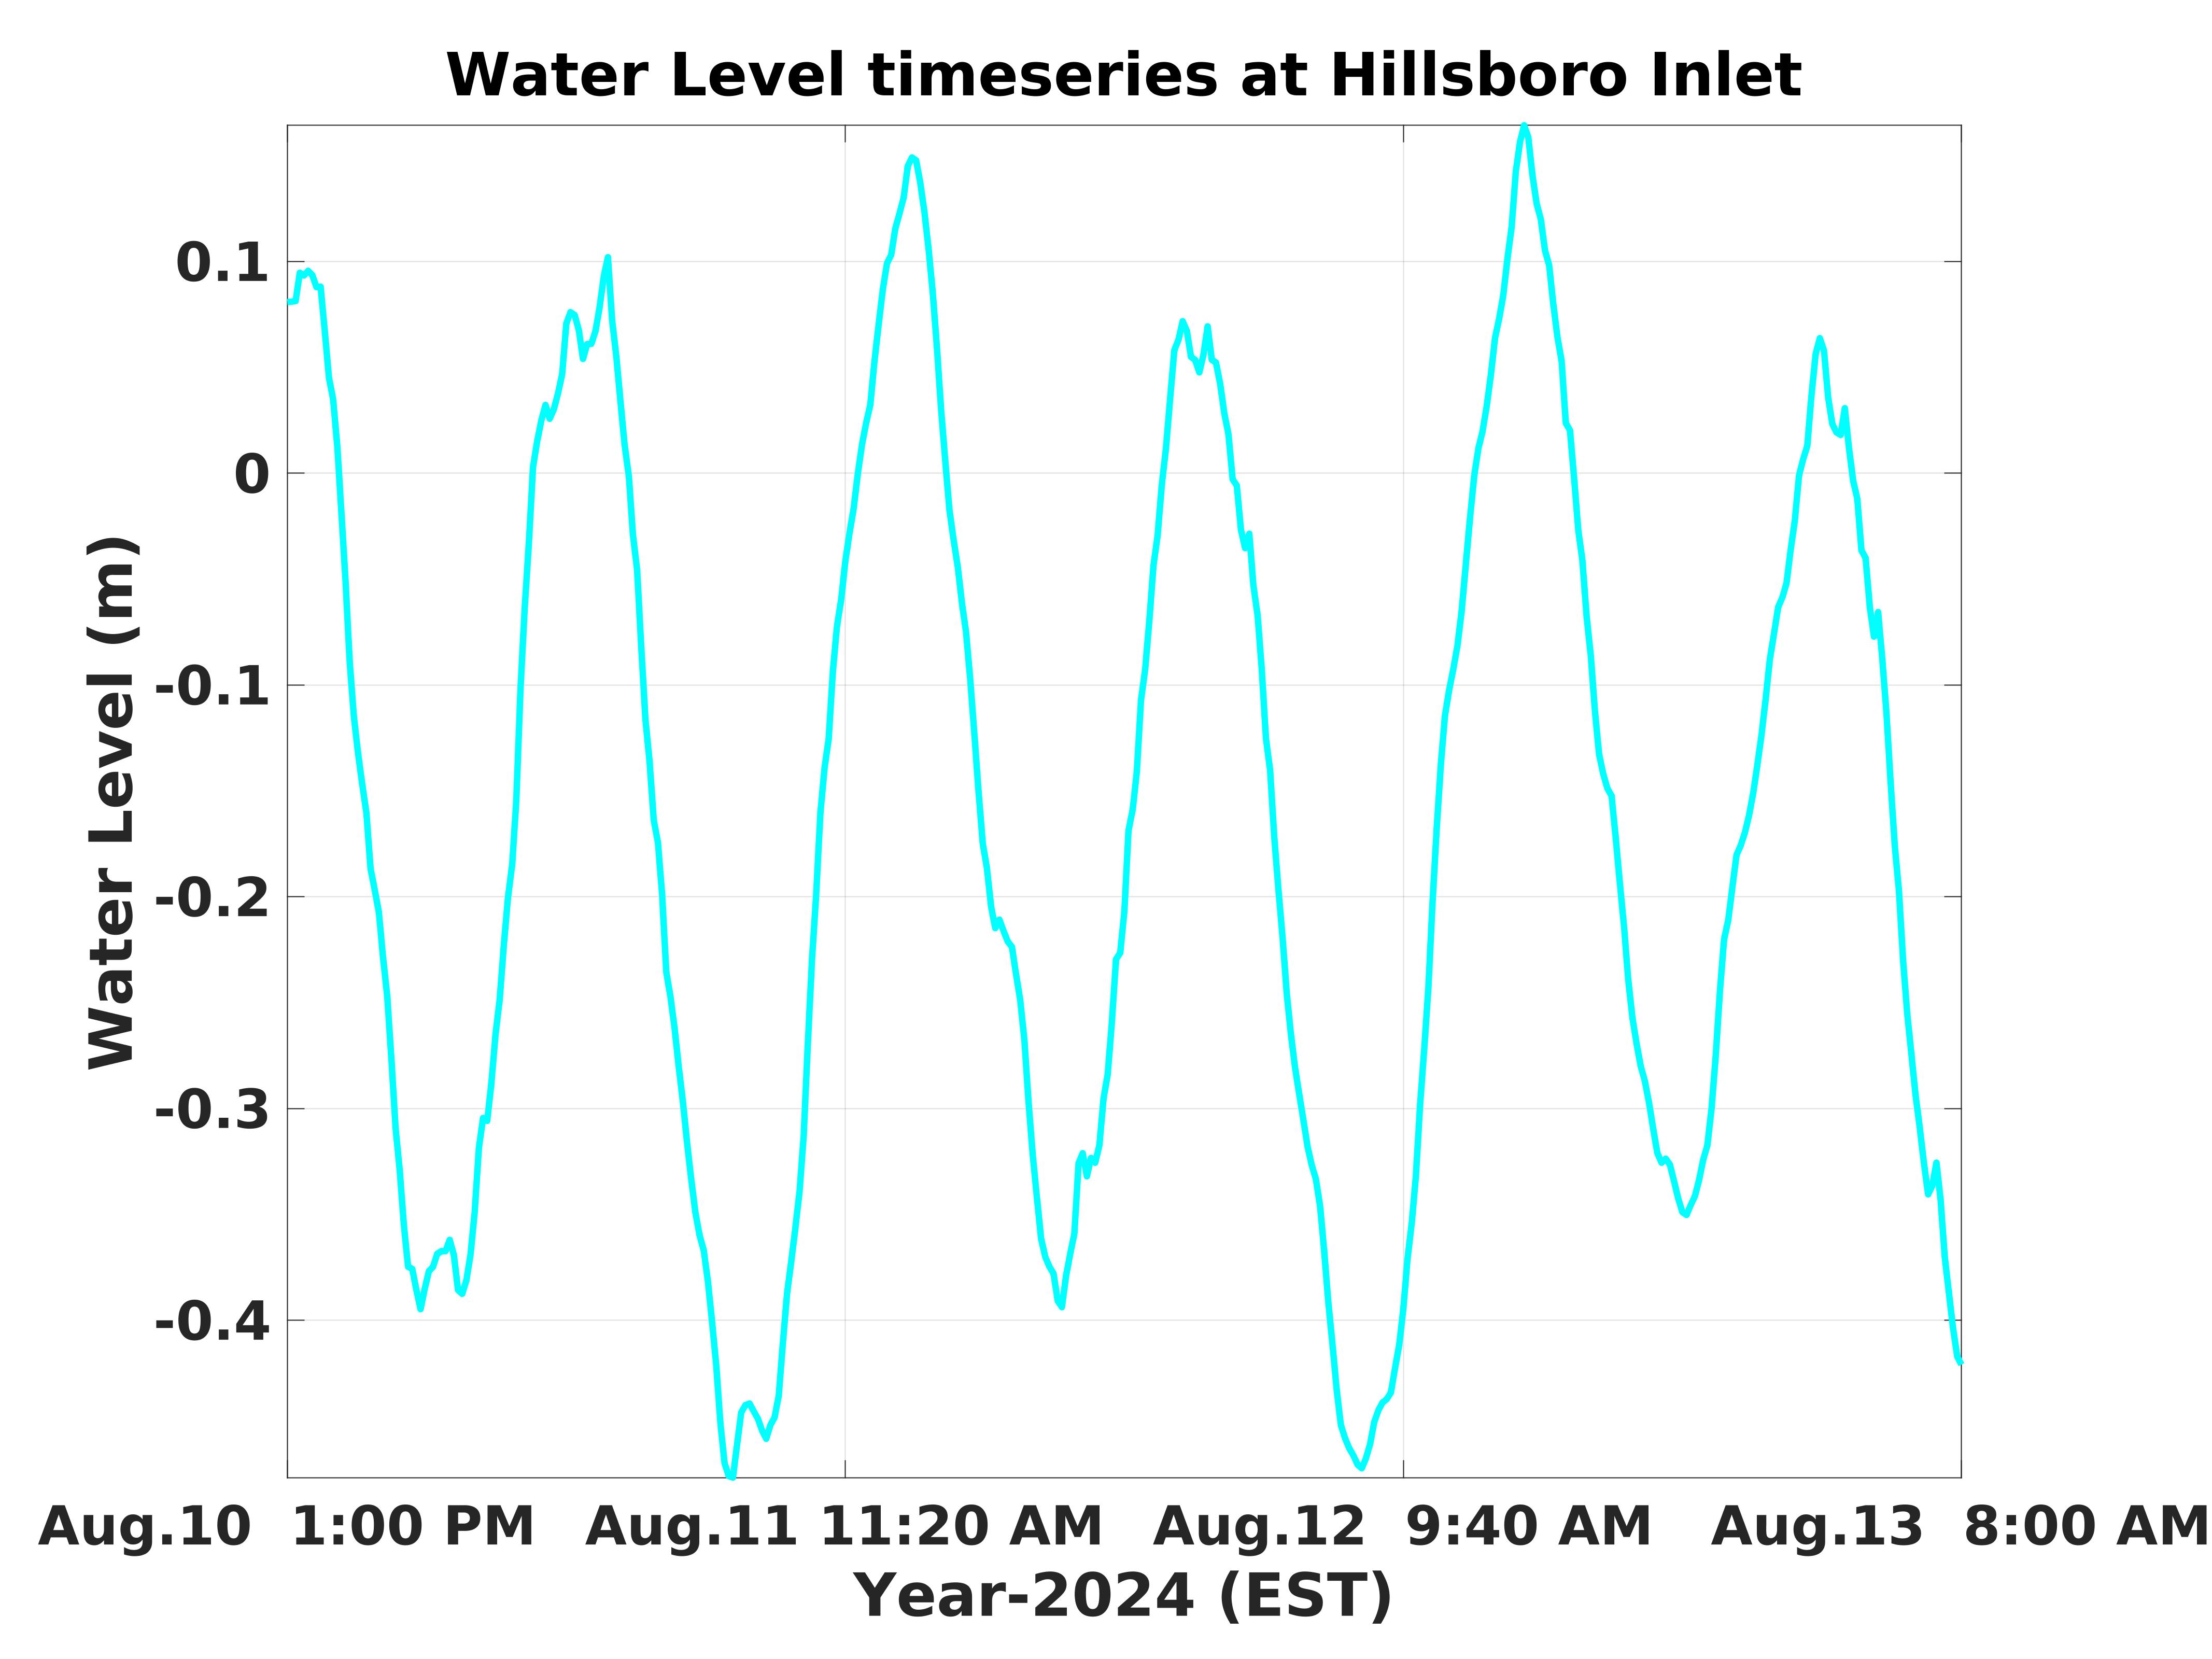 Water Level timeseries at Hillsboro Inlet
Water Level (m)
0.1
0
-0.1
-0.2
-0.3
-0.4
Aug.10 1:00 PM Aug.11 11:20 AM Aug.12 9:40 AM Aug.13 8:00 AM
Year-2024 (EST)